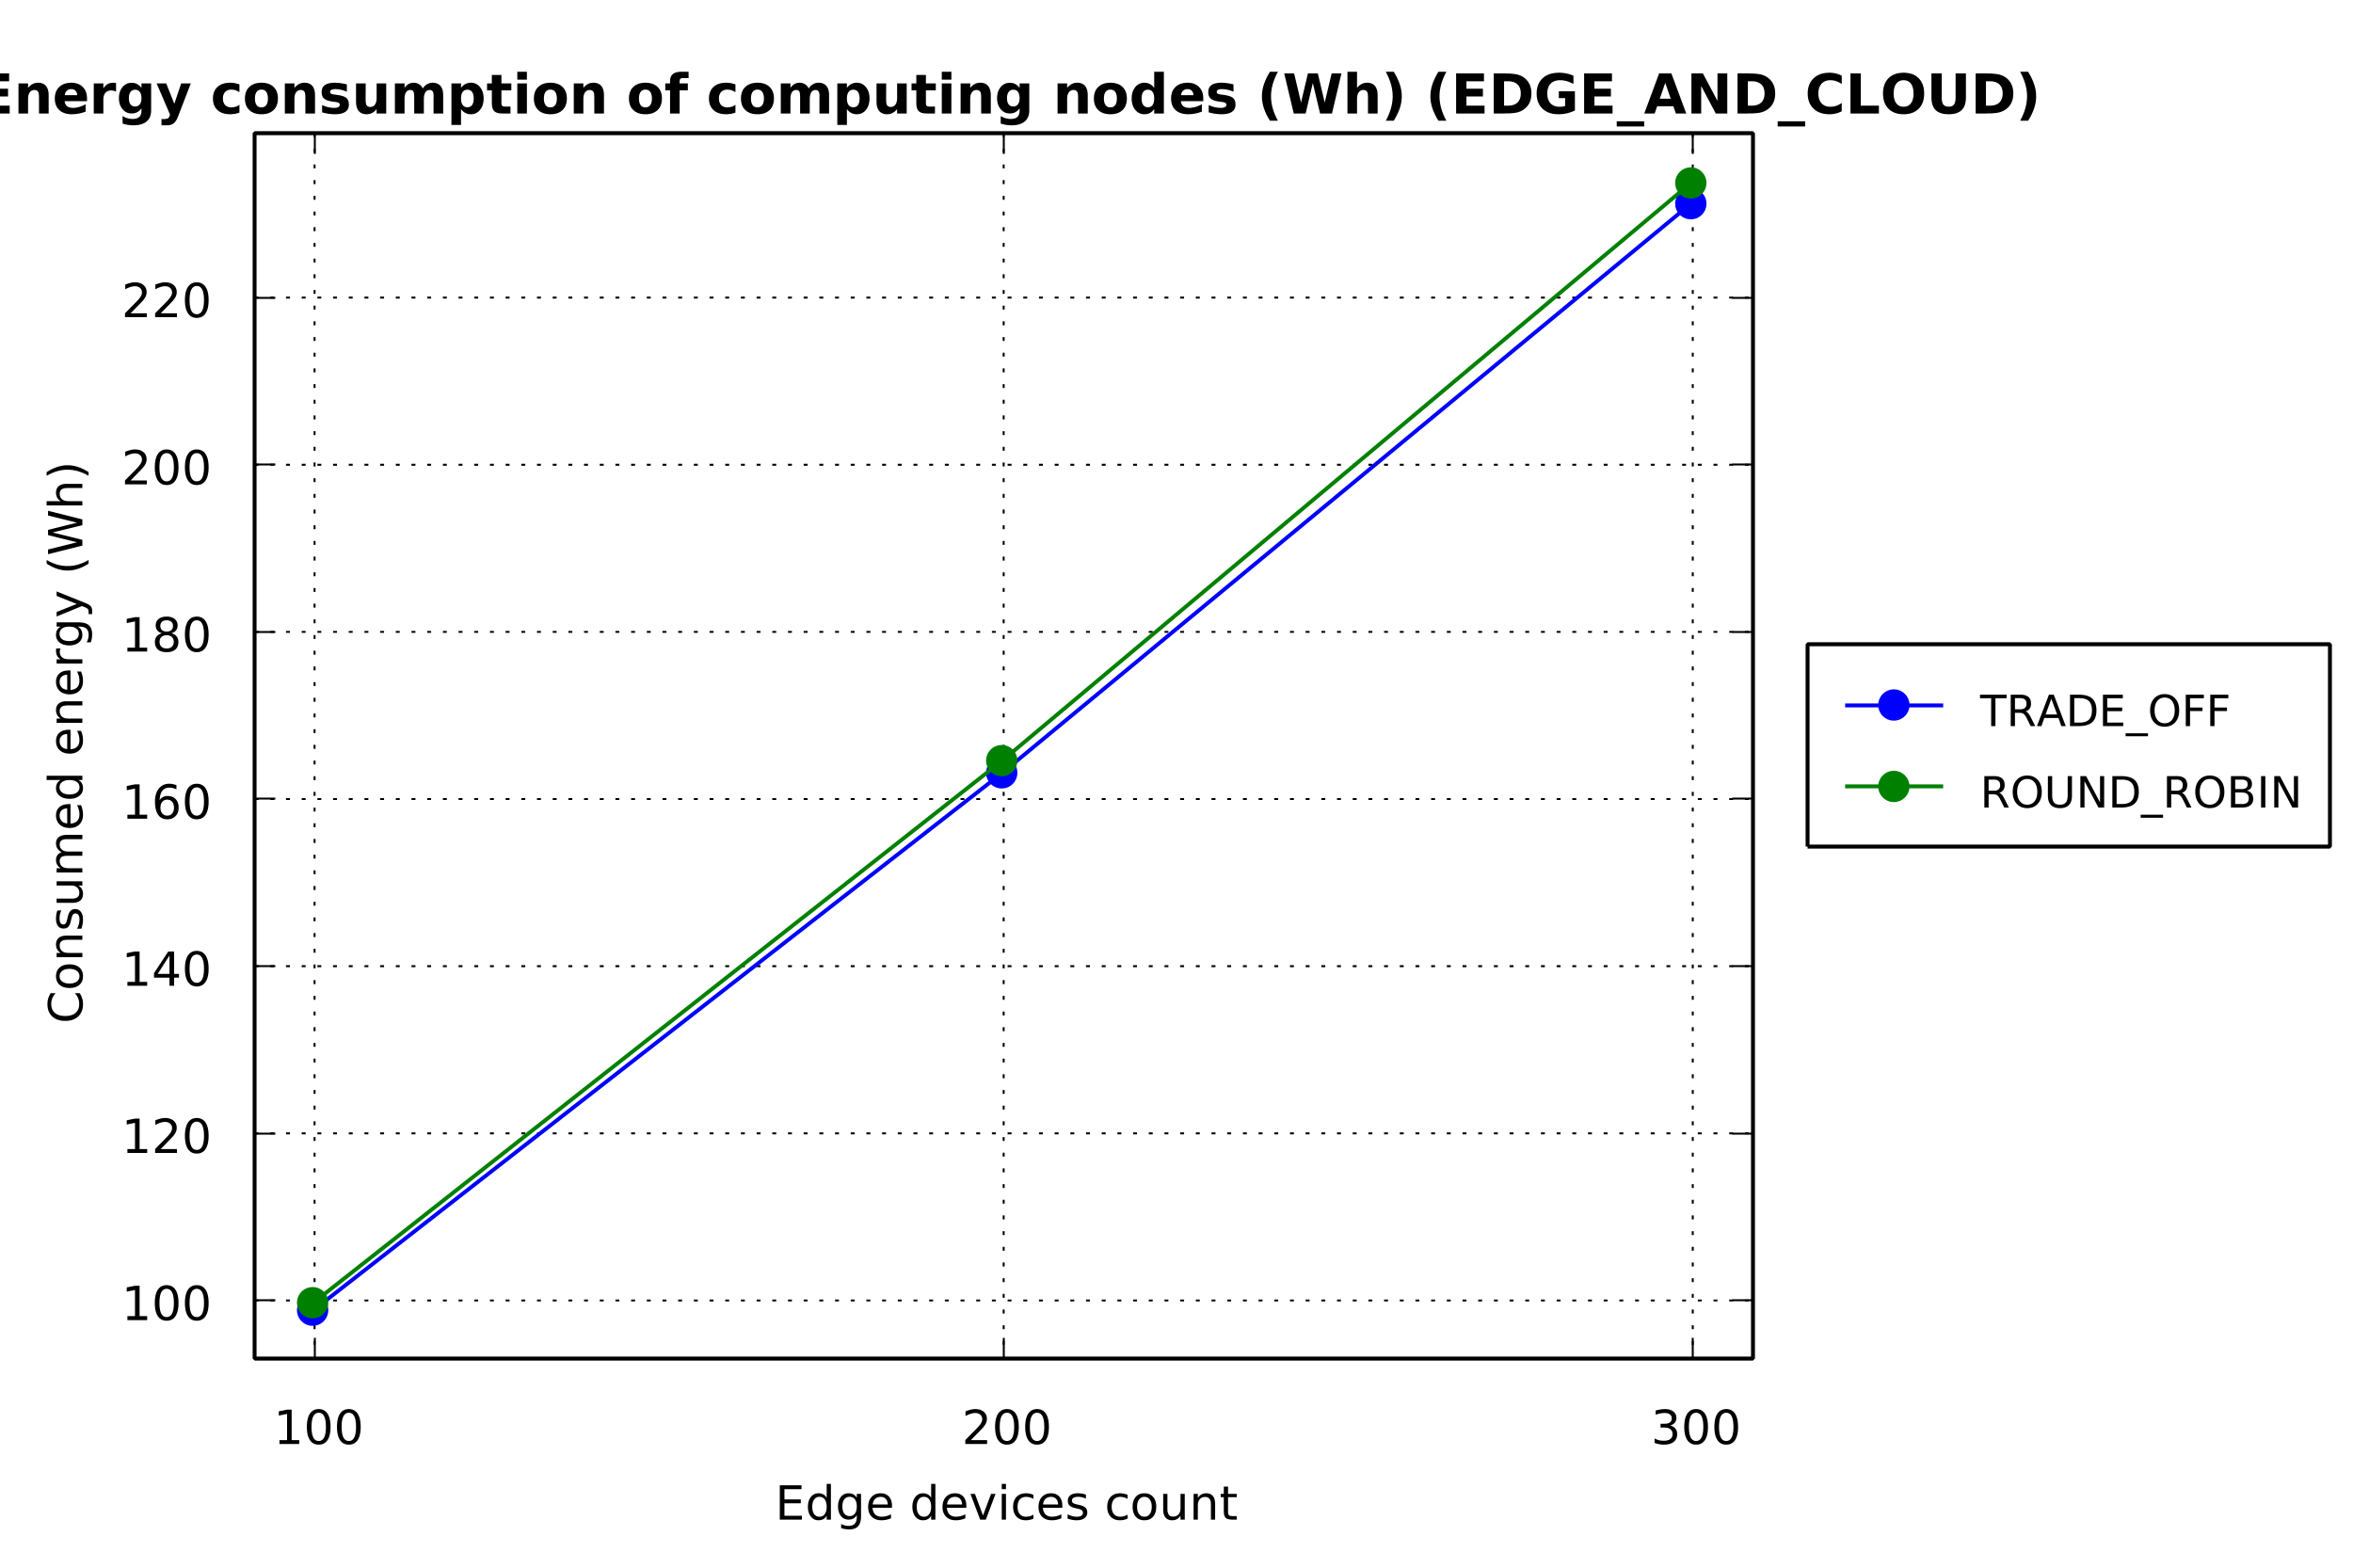 Energy consumption of computing nodes (Wh) (EDGE_AND_CLOUD)
Consumed energy (Wh)
220
200
180
160
140
120
100
100 200 300
Edge devices count
TRADE_OFF
ROUND_ROBIN